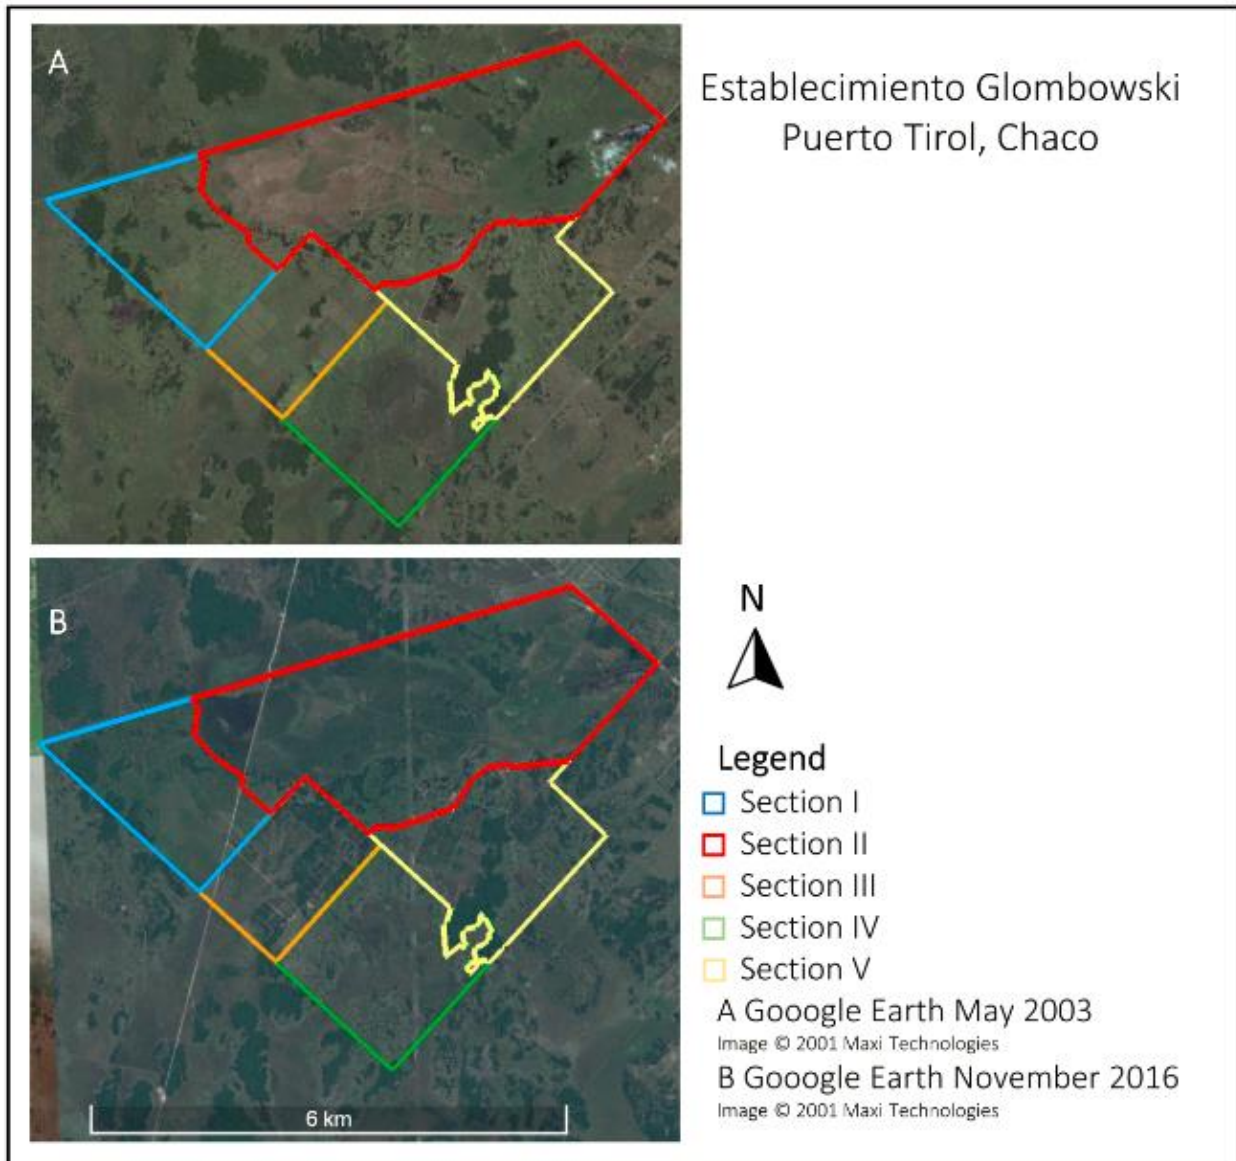 A
Establecimiento Glombowski
Puerto Tirol, Chaco
B
N
Legend
Section I
Section II
Section III
Section IV
Section V
A Gooogle Earth May 2003
Image © 2001 Maxi Technologies
B Gooogle Earth November 2016
Image © 2001 Maxi Technologies
6 km